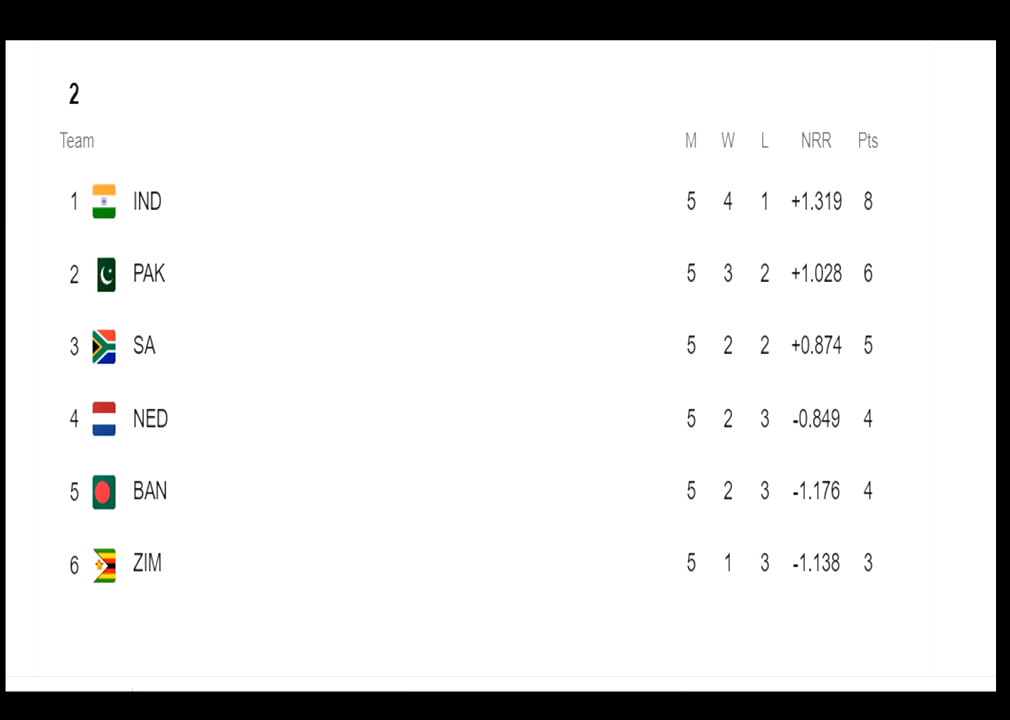 2
Team M W L NRR Pts
1 IND 5 4 1 +1.319 8
2 PAK 5 3 2 +1.028 6
3 SA 5 2 2 +0.874 5
4 NED 5 2 3 -0.849 4
5 BAN 5 2 3 -1.176 4
6 ZIM 5 1 3 -1.138 3